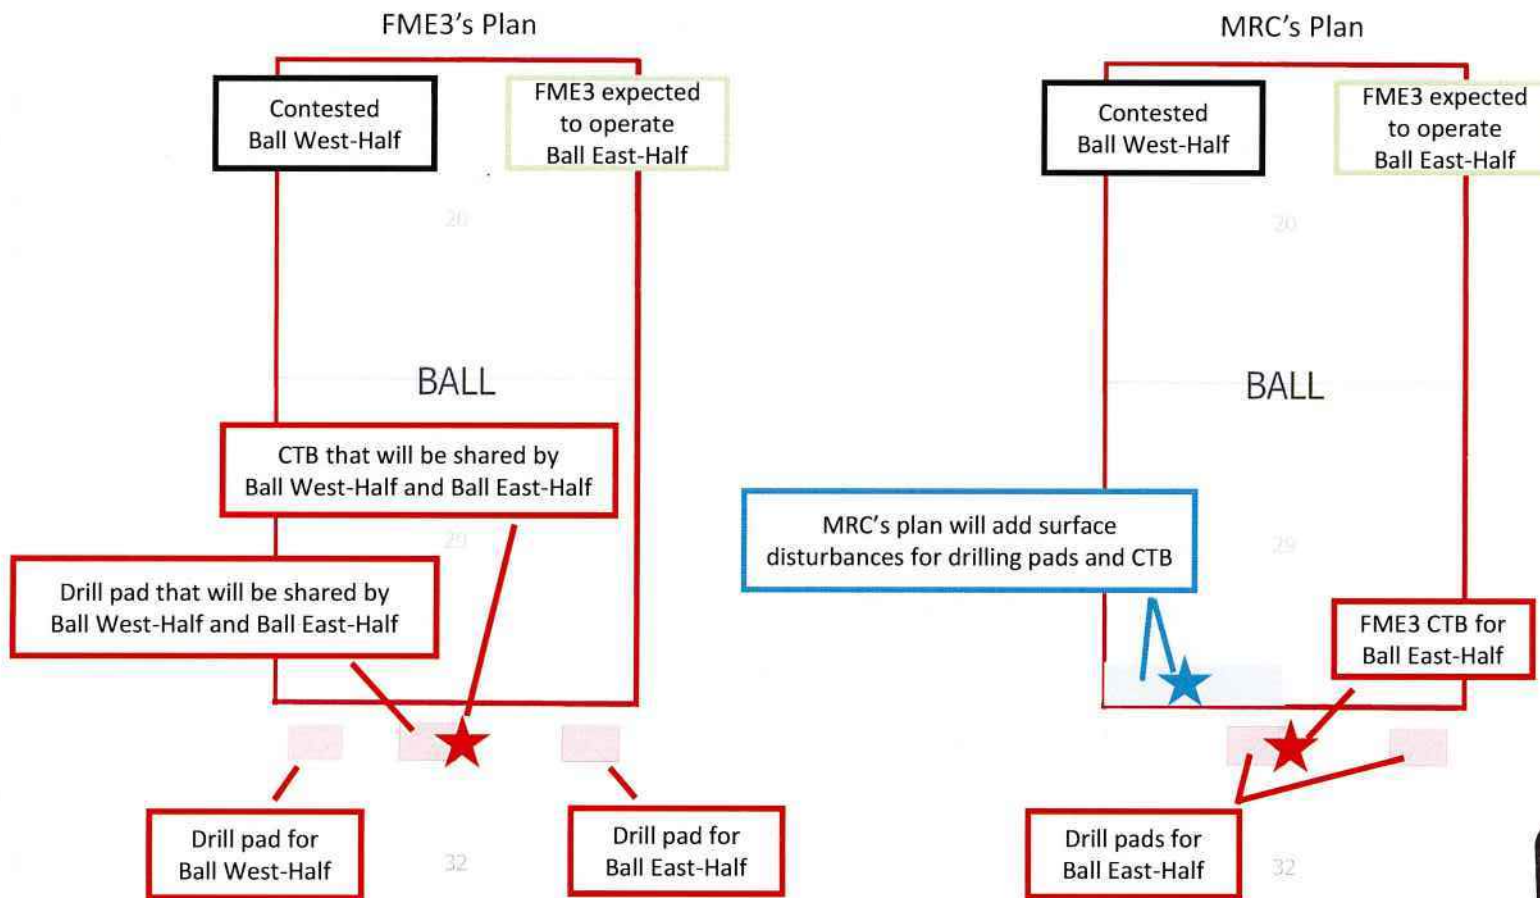 FME3's Plan
Contested
Ball West-Half
FME3 expected
to operate
Ball East-Half
20
BALL
CTB that will be shared by
Ball West-Half and Ball East-Half
29
Drill pad that will be shared by
Ball West-Half and Ball East-Half
Drill pad for
Ball West-Half
Drill pad for
Ball East-Half
32
MRC's Plan
Contested
Ball West-Half
FME3 expected
to operate
Ball East-Half
20
BALL
MRC's plan will add surface
disturbances for drilling pads and CTB
29
FME3 CTB for
Ball East-Half
Drill pads for
Ball East-Half
32